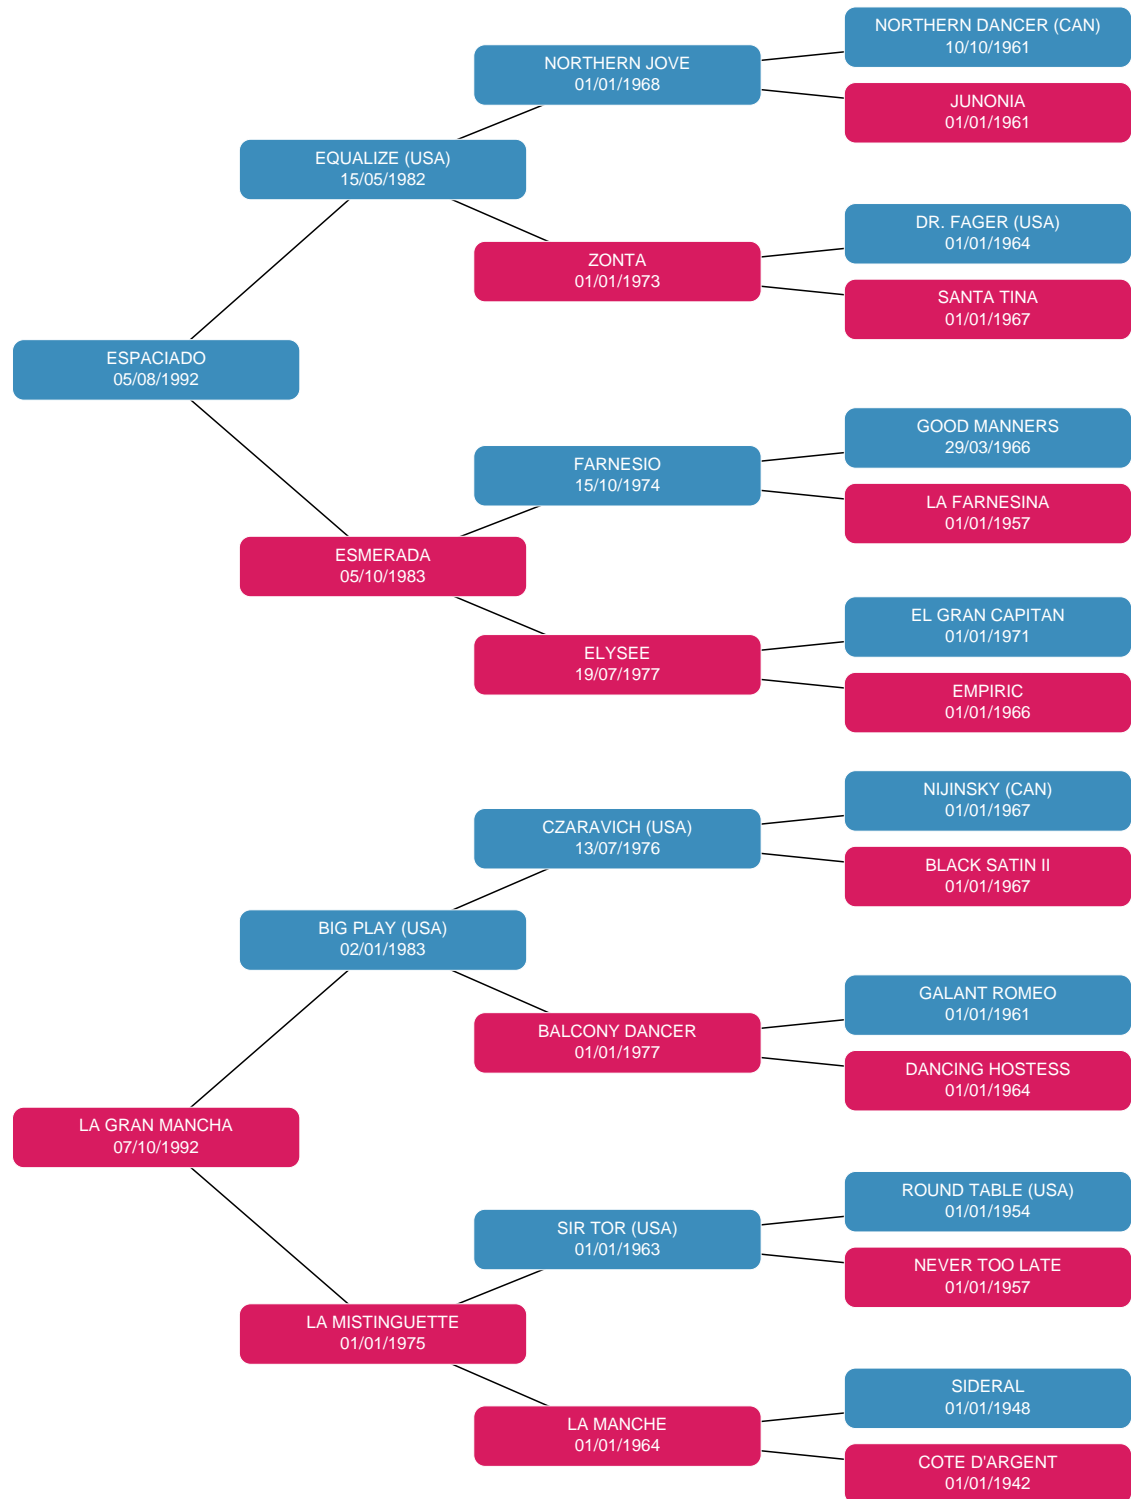 NORTHERN DANCER (CAN)
10/10/1961
NORTHERN JOVE
01/01/1968
JUNONIA
01/01/1961
EQUALIZE (USA)
15/05/1982
DR. FAGER (USA)
01/01/1964
ZONTA
01/01/1973
SANTA TINA
01/01/1967
ESPACIADO
05/08/1992
GOOD MANNERS
29/03/1966
FARNESIO
15/10/1974
LA FARNESINA
01/01/1957
ESMERADA
05/10/1983
EL GRAN CAPITAN
01/01/1971
ELYSEE
19/07/1977
EMPIRIC
01/01/1966
NIJINSKY (CAN)
01/01/1967
CZARAVICH (USA)
13/07/1976
BLACK SATIN II
01/01/1967
BIG PLAY (USA)
02/01/1983
GALANT ROMEO
01/01/1961
BALCONY DANCER
01/01/1977
DANCING HOSTESS
01/01/1964
LA GRAN MANCHA
07/10/1992
ROUND TABLE (USA)
01/01/1954
SIR TOR (USA)
01/01/1963
NEVER TOO LATE
01/01/1957
LA MISTINGUETTE
01/01/1975
SIDERAL
01/01/1948
LA MANCHE
01/01/1964
COTE D'ARGENT
01/01/1942